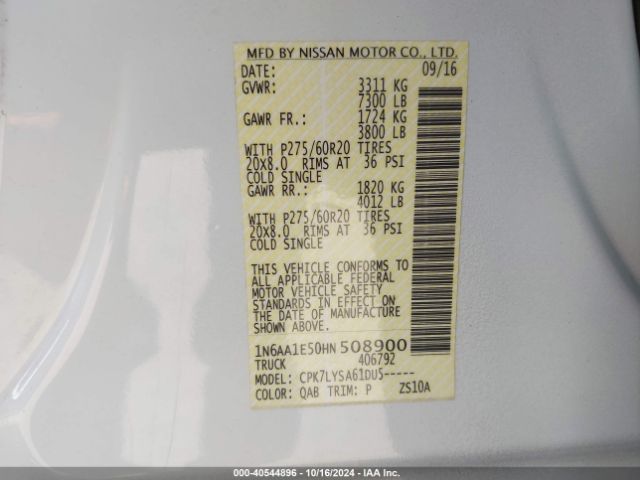 MFD BY NISSAN MOTOR CO., LTD.
DATE: 09/16
GVWR: 3311 KG
7300 LB
GAWR FR.: 1724 KG
3800 LB
WITH P275/60R20 TIRES
20X8.0 RIMS AT 36 PSI
COLD SINGLE
GAWR RR.: 1820 KG
4012 LB
WITH P275/60R20 TIRES
20X8.0 RIMS AT 36 PSI
COLD SINGLE
THIS VEHICLE CONFORMS TO
ALL APPLICABLE FEDERAL
MOTOR VEHICLE SAFETY
STANDARDS IN EFFECT ON
THE DATE OF MANUFACTURE
SHOWN ABOVE.
1N6AA1E50HN 508900
TRUCK 406792
MODEL: CPK7LYSA61DU5-----
COLOR: QAB TRIM: P ZS10A
000-40544896 - 10/16/2024 - IAA Inc.